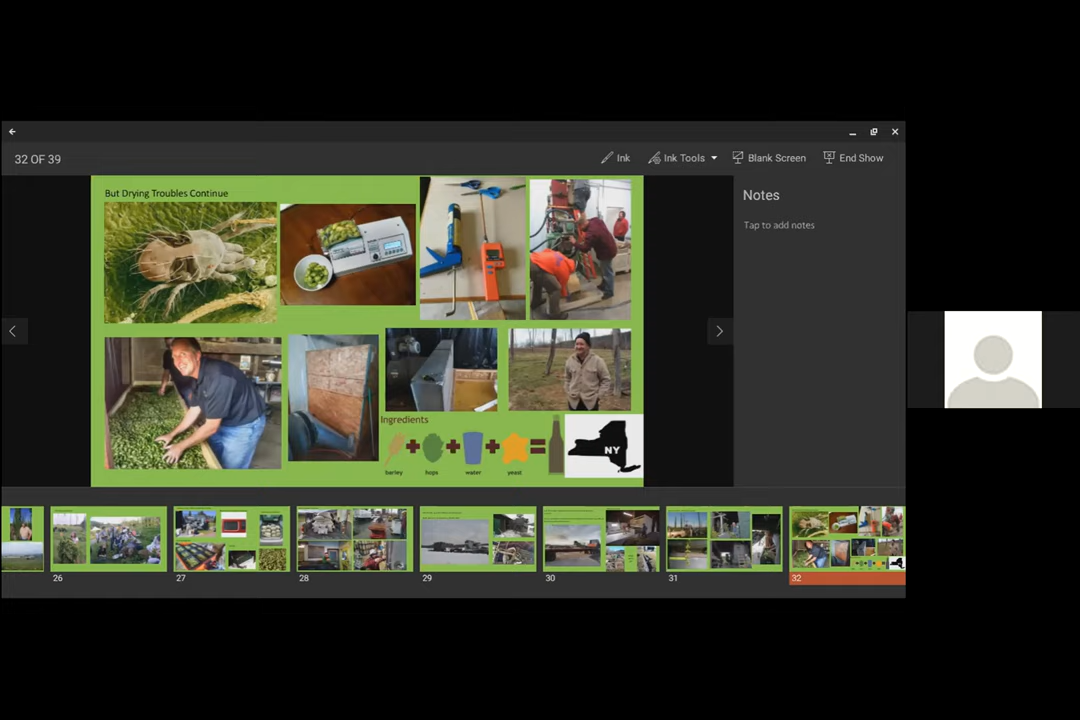 32 OF 39
Ink
Ink Tools
Blank Screen
End Show
But Drying Troubles Continue
Notes
Tap to add notes
Ingredients
barley
hops
water
yeast
NY
26
27
28
29
30
31
32